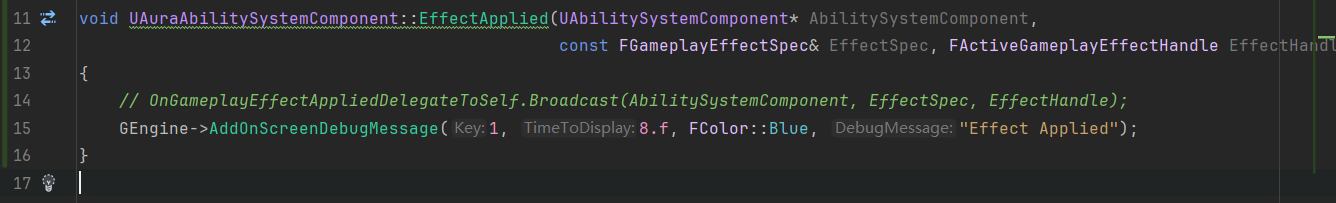 11 void UAuraAbilitySystemComponent::EffectApplied(UAbilitySystemComponent* AbilitySystemComponent,
12 const FGameplayEffectSpec& EffectSpec, FActiveGameplayEffectHandle EffectHandl
13 {
14 // OnGameplayEffectAppliedDelegateToSelf.Broadcast(AbilitySystemComponent, EffectSpec, EffectHandle);
15 GEngine->AddOnScreenDebugMessage(Key:1, TimeToDisplay:8.f, FColor::Blue, DebugMessage:"Effect Applied");
16 }
17